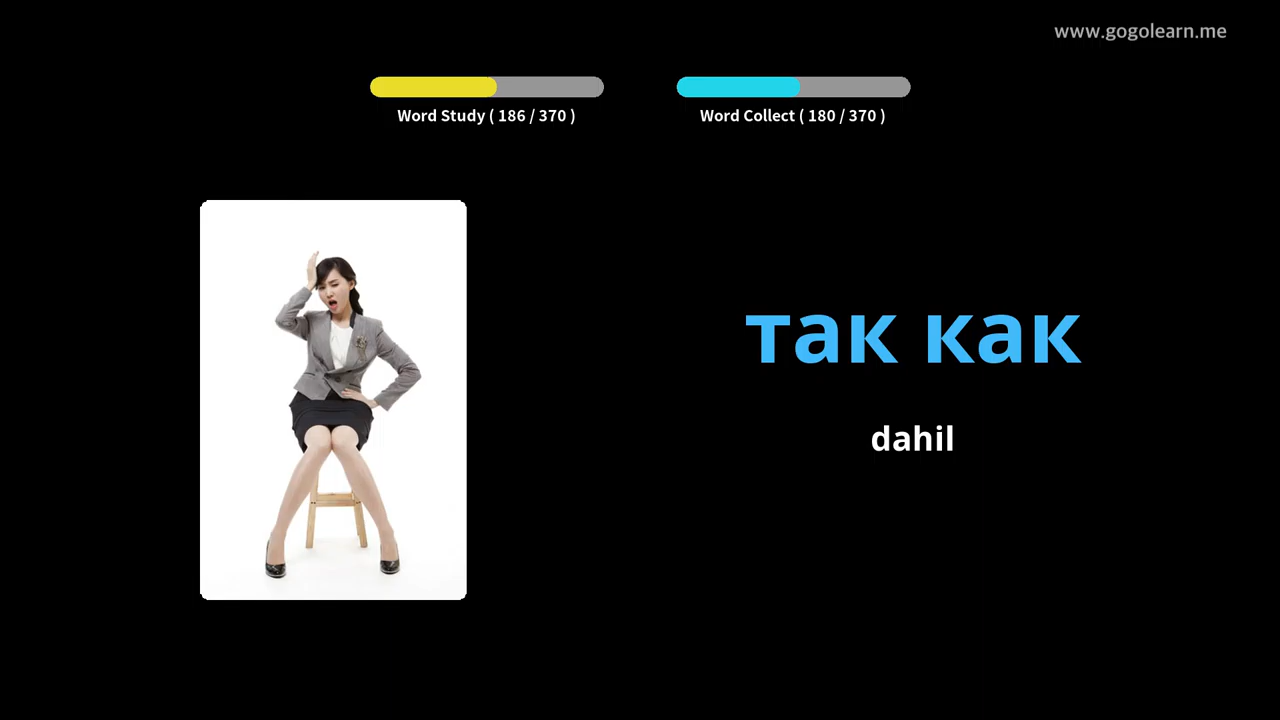 www.gogolearn.me
Word Study ( 186 / 370 )
Word Collect ( 180 / 370 )
так как
dahil